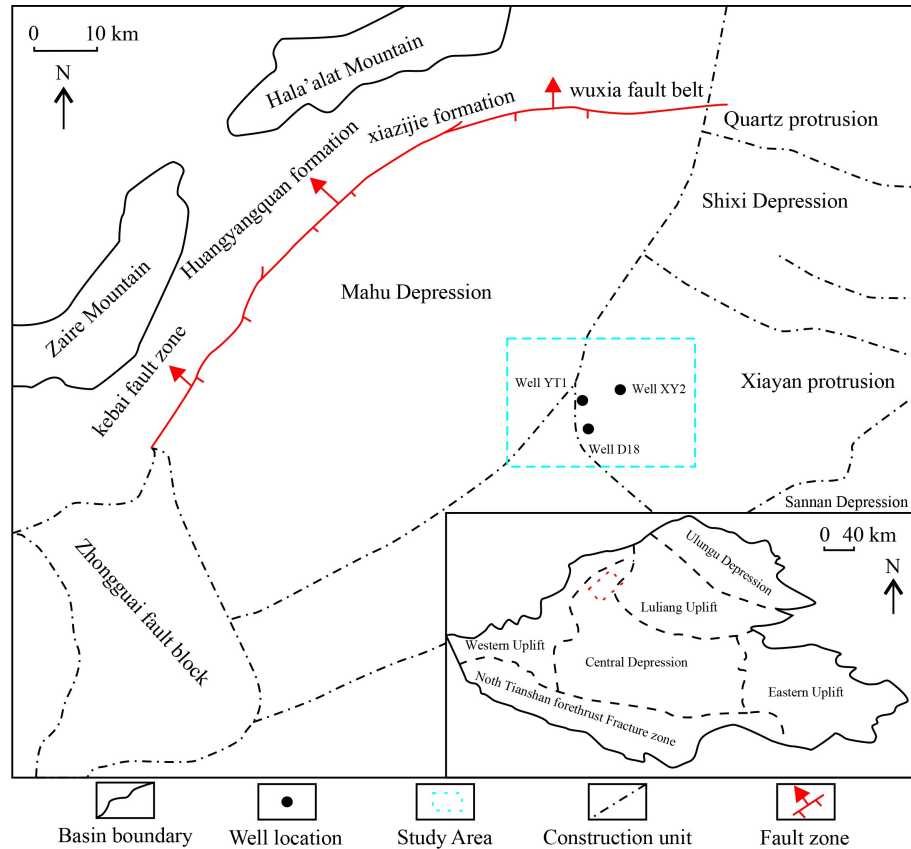 0 10 km
N
Hala’alat Mountain
wuxia fault belt
xiazijie formation
Quartz protrusion
Huangyangquan formation
Shixi Depression
Zaire Mountain
Mahu Depression
kebai fault zone
Well YT1
Well XY2
Xiayan protrusion
Well D18
Sannan Depression
Zhongguai fault block
0 40 km
N
Ulungu Depression
Luliang Uplift
Western Uplift
Central Depression
Eastern Uplift
Noth Tianshan forethrust Fracture zone
Basin boundary
Well location
Study Area
Construction unit
Fault zone